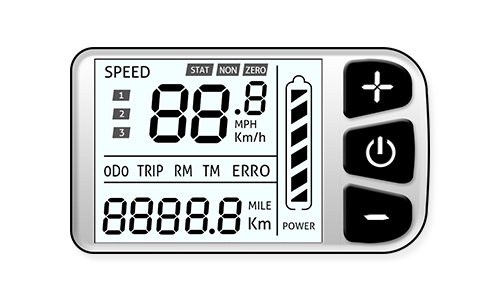 SPEED STAT NON ZERO
1
2
3
88.8
MPH
Km/h
ODO TRIP RM TM ERRO
8888.8
MILE
Km
POWER